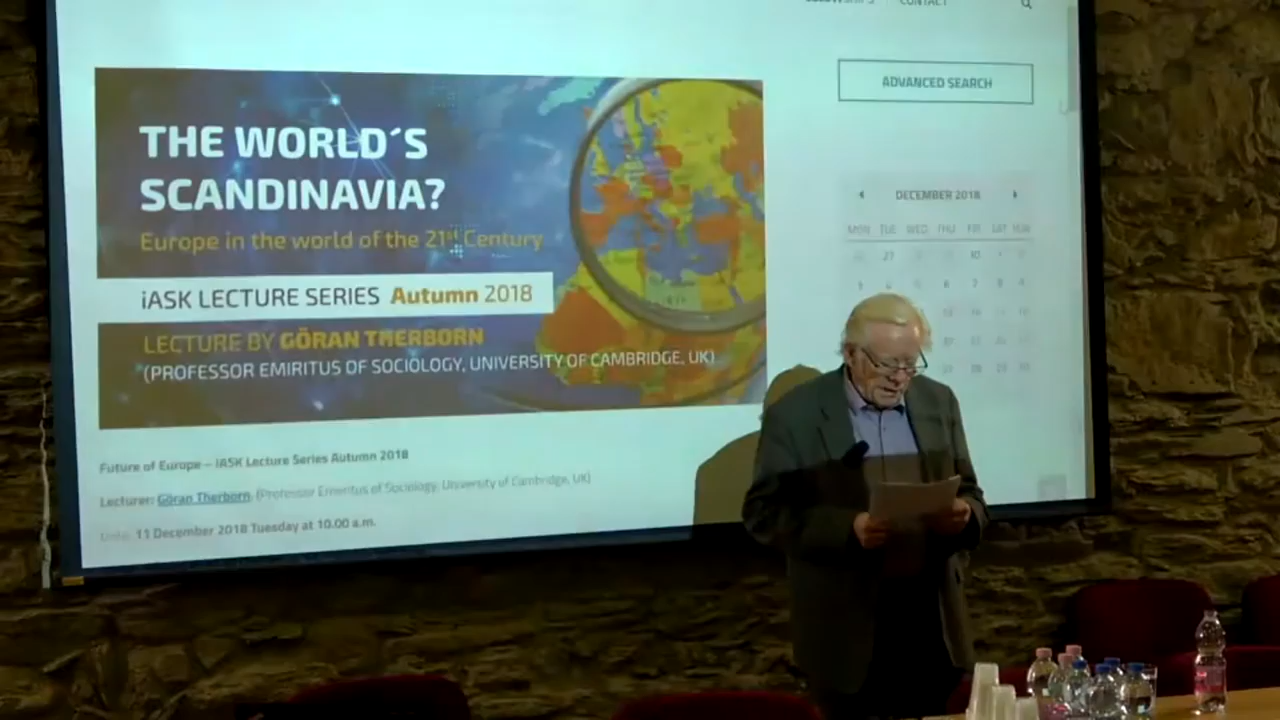 CONTACT
ADVANCED SEARCH
THE WORLD´S
SCANDINAVIA?
Europe in the world of the 21st Century
iASK LECTURE SERIES Autumn 2018
LECTURE BY GÖRAN THERBORN
(PROFESSOR EMIRITUS OF SOCIOLOGY, UNIVERSITY OF CAMBRIDGE, UK)
DECEMBER 2018
MON TUE WED THU FRI SAT SUN
Future of Europe – iASK Lecture Series Autumn 2018
Lecturer: Göran Therborn, (Professor Emeritus of Sociology, University of Cambridge, UK)
Date: 11 December 2018 Tuesday at 10.00 a.m.